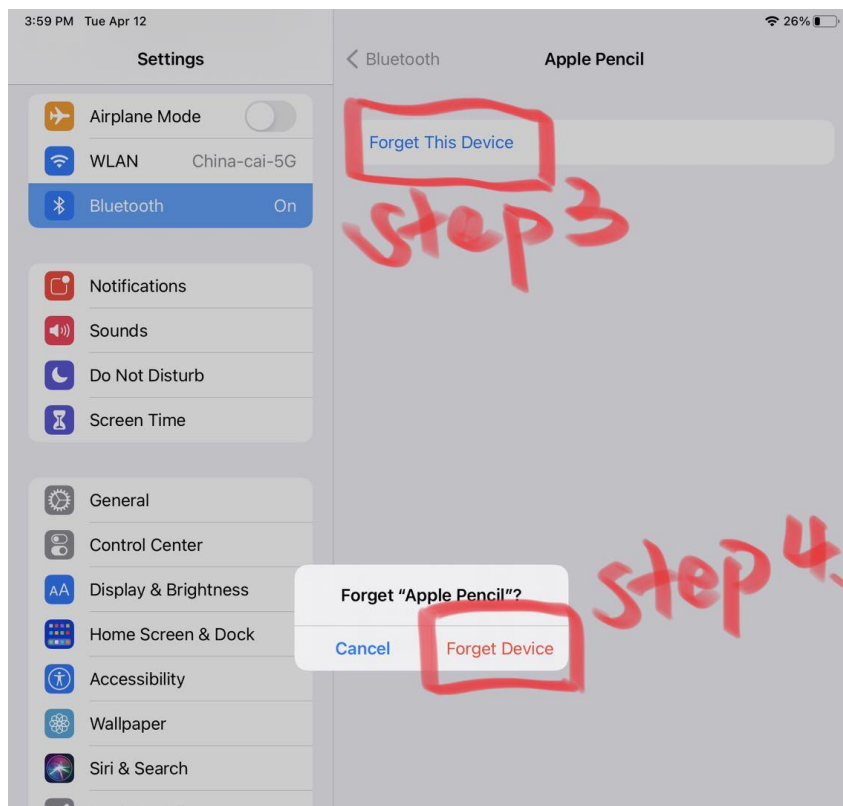 3:59 PM Tue Apr 12
26%
Settings
Bluetooth
Apple Pencil
Airplane Mode
WLAN
China-cai-5G
Bluetooth
On
Forget This Device
step3
Notifications
Sounds
Do Not Disturb
Screen Time
General
Control Center
AA
Display & Brightness
Home Screen & Dock
Accessibility
Wallpaper
Siri & Search
step4.
Forget “Apple Pencil”?
Cancel
Forget Device